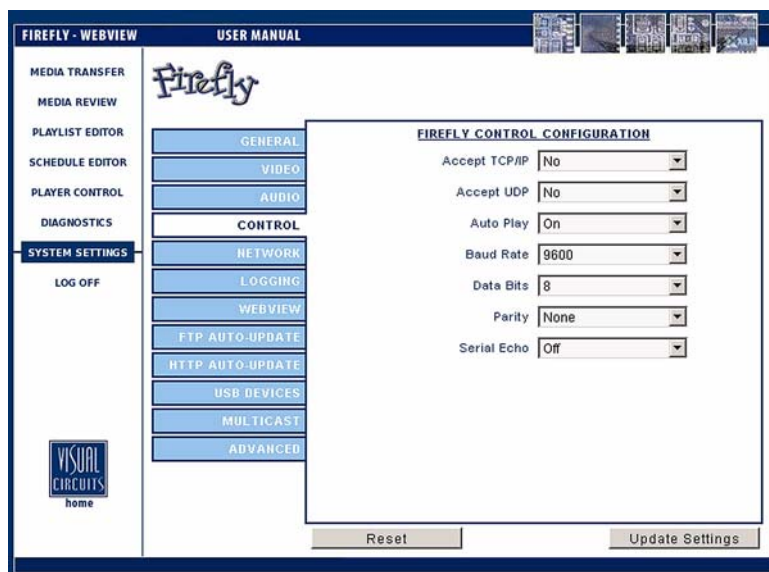 FIREFLY - WEBVIEW
USER MANUAL
MEDIA TRANSFER
MEDIA REVIEW
PLAYLIST EDITOR
SCHEDULE EDITOR
PLAYER CONTROL
DIAGNOSTICS
SYSTEM SETTINGS
LOG OFF
VISUAL
CIRCUITS
home
Firefly
GENERAL
VIDEO
AUDIO
CONTROL
NETWORK
LOGGING
WEBVIEW
FTP AUTO-UPDATE
HTTP AUTO-UPDATE
USB DEVICES
MULTICAST
ADVANCED
FIREFLY CONTROL CONFIGURATION
Accept TCP/IP No
Accept UDP No
Auto Play On
Baud Rate 9600
Data Bits 8
Parity None
Serial Echo Off
Reset
Update Settings